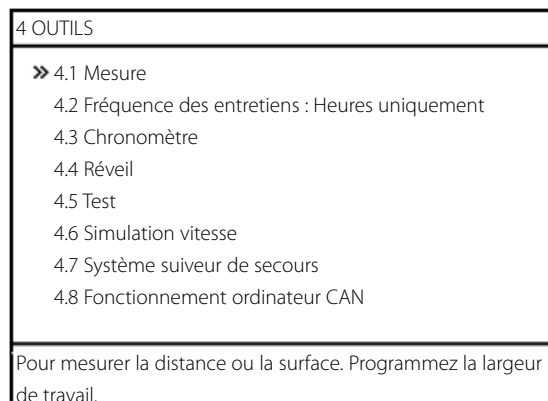 4 OUTILS
» 4.1 Mesure
4.2 Fréquence des entretiens : Heures uniquement
4.3 Chronomètre
4.4 Réveil
4.5 Test
4.6 Simulation vitesse
4.7 Système suiveur de secours
4.8 Fonctionnement ordinateur CAN
Pour mesurer la distance ou la surface. Programmez la largeur
de travail.